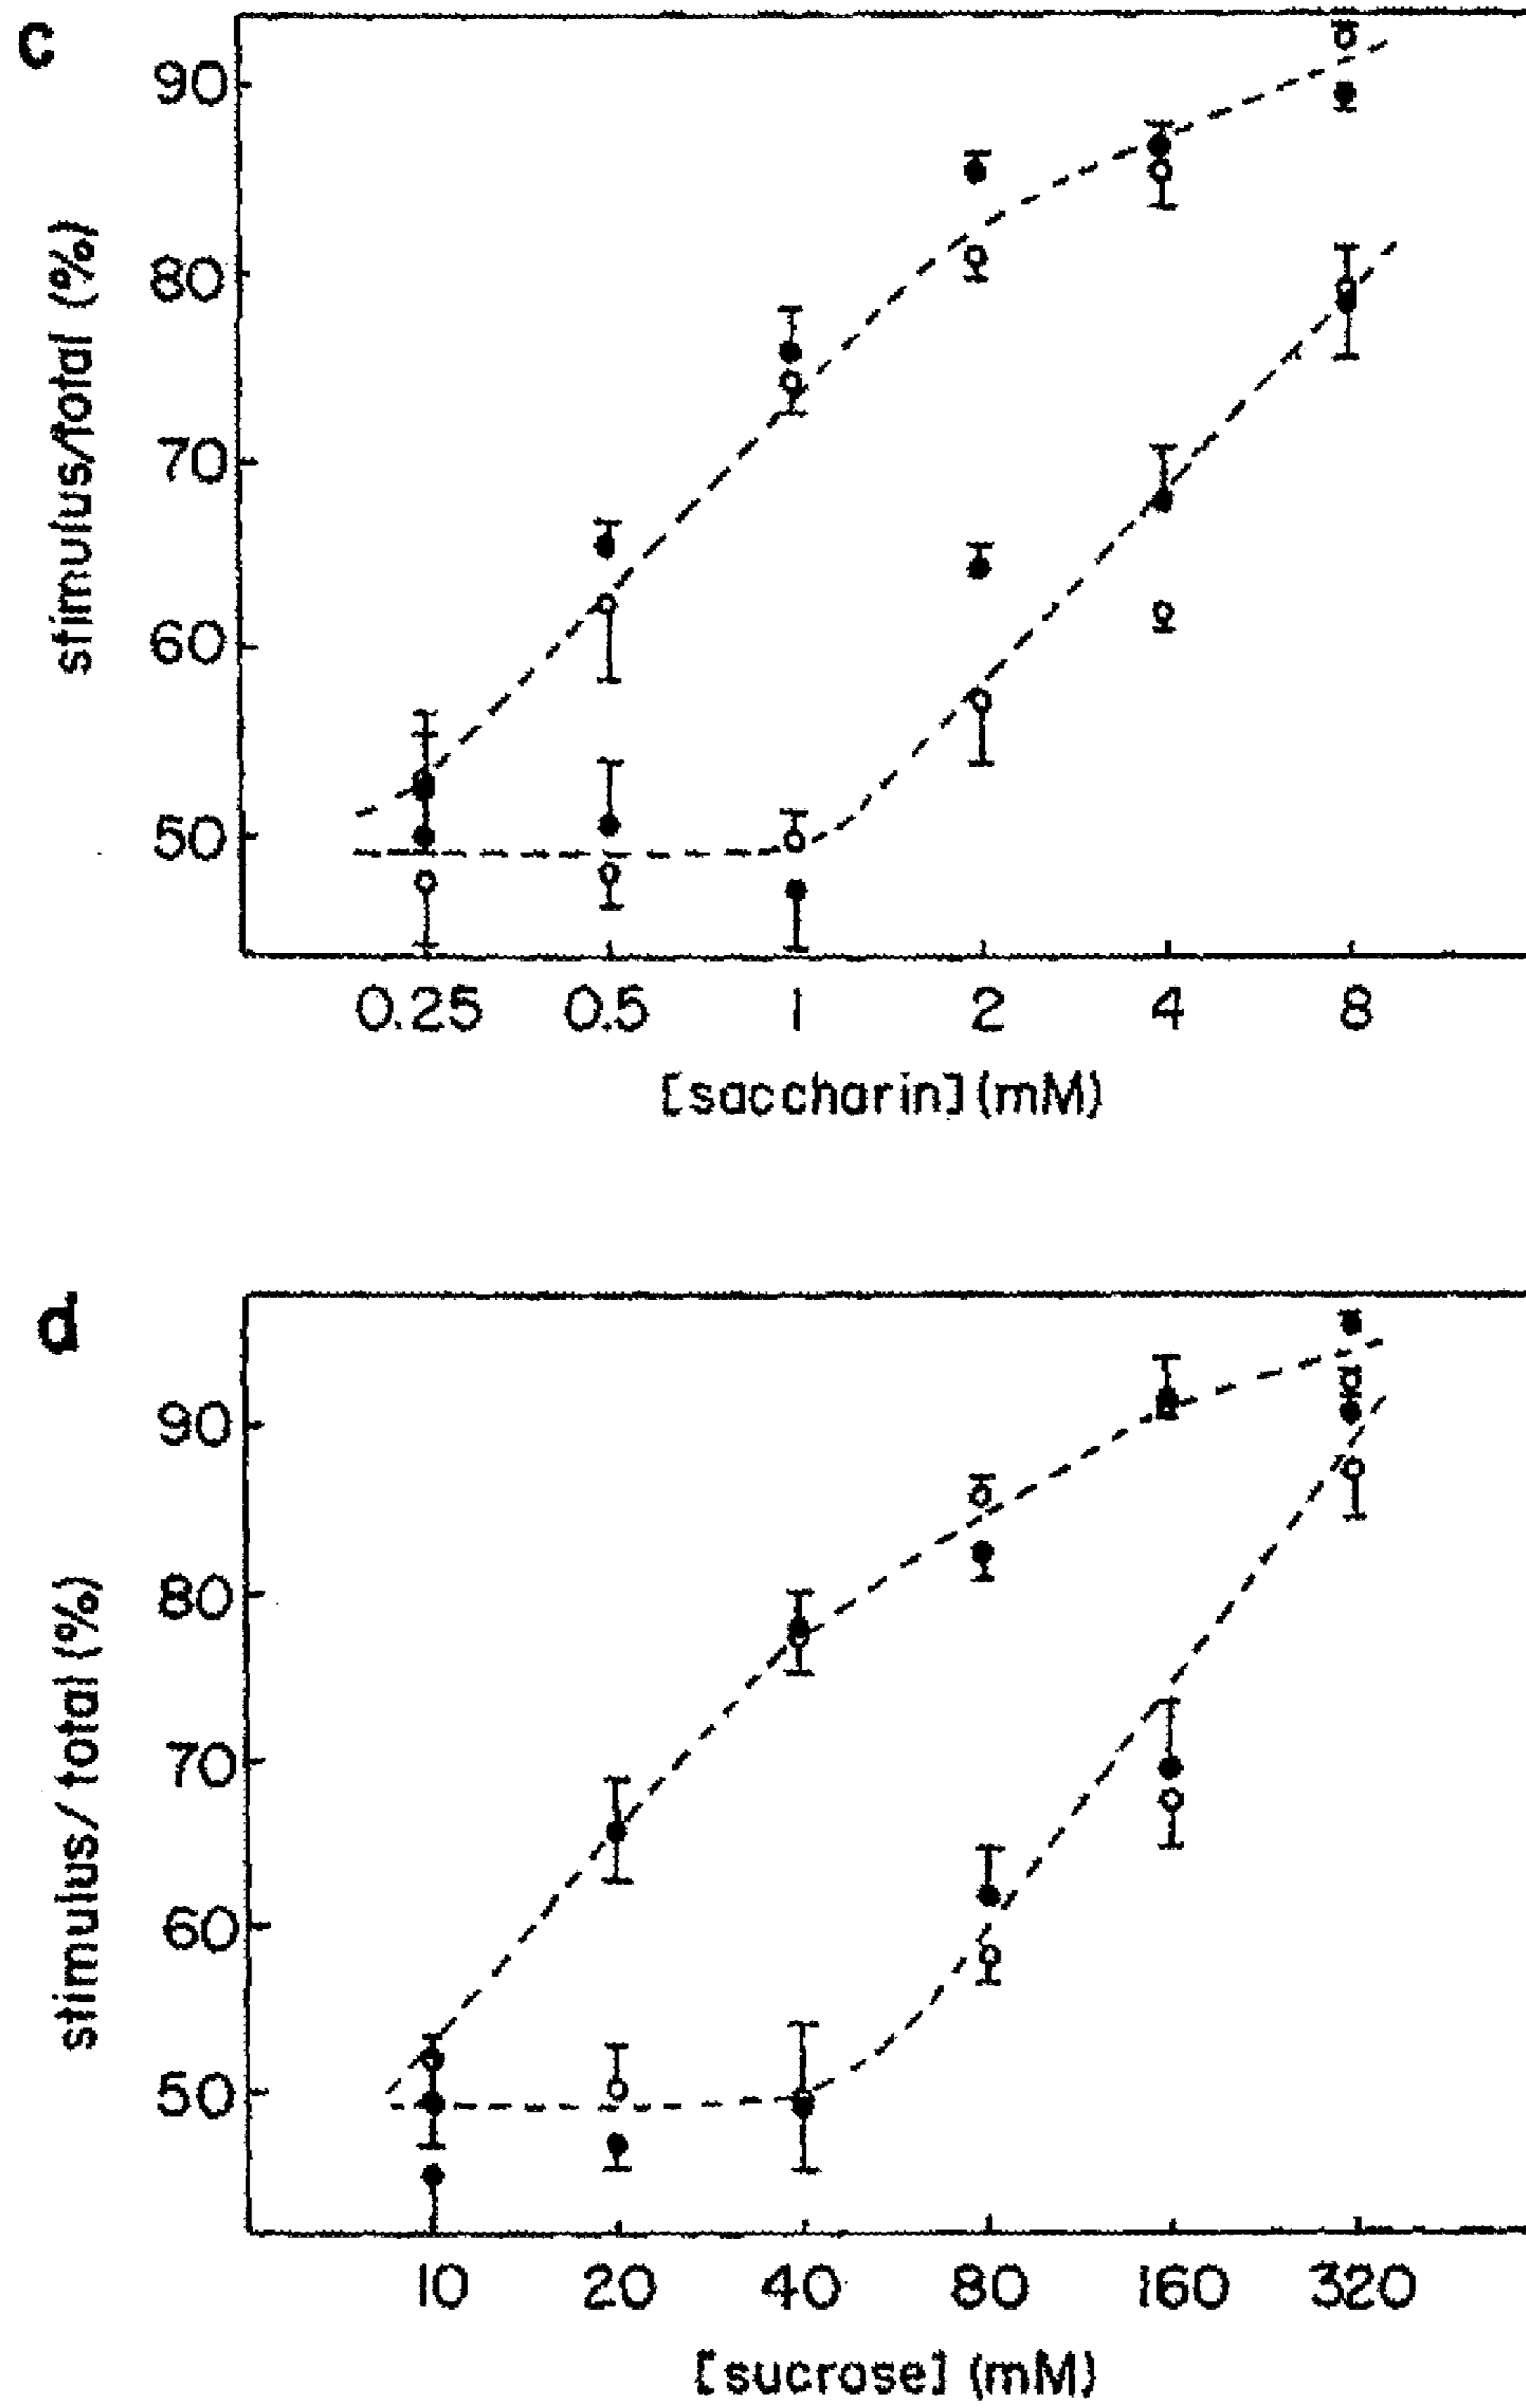 c
90
80
70
60
50
stimulus/total (%)
0.25 0.5 1 2 4 8
[saccharin] (mM)
d
90
80
70
60
50
stimulus/total (%)
10 20 40 80 160 320
[sucrose] (mM)